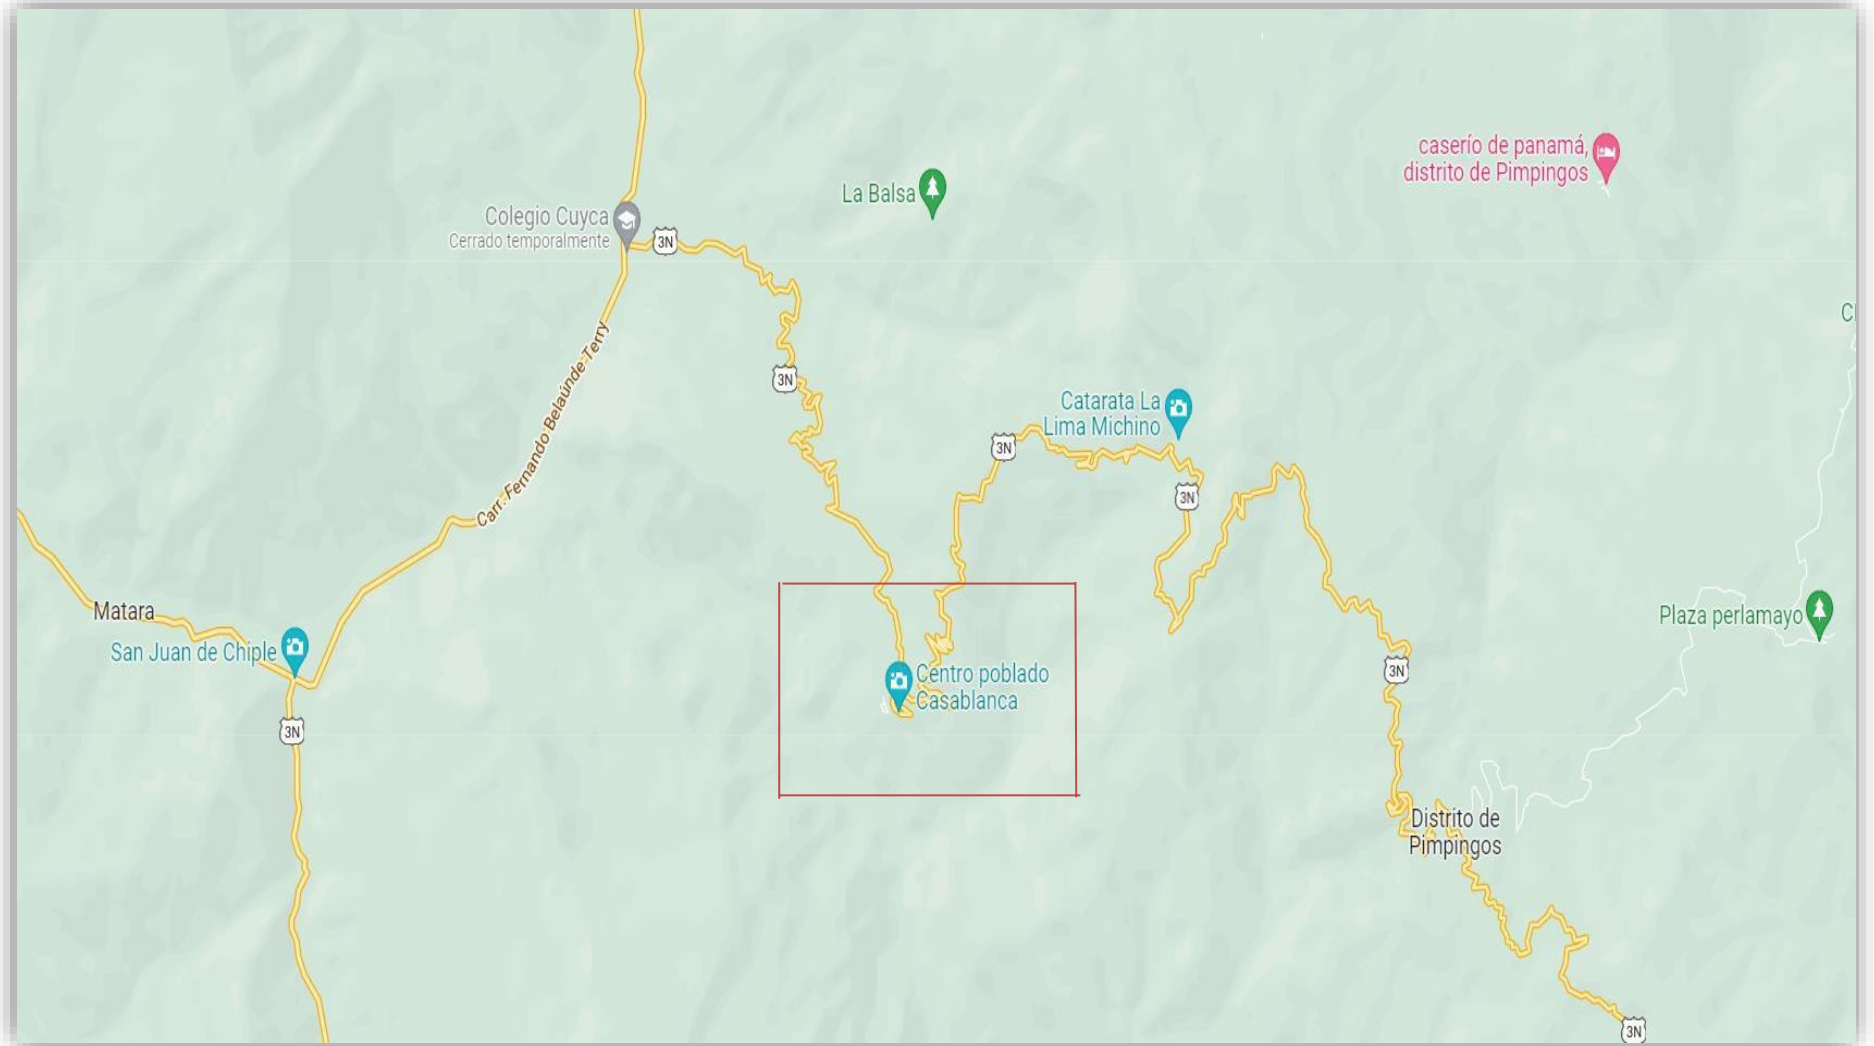 caserío de panamá,
distrito de Pimpingos
La Balsa
Colegio Cuyca
Cerrado temporalmente
3N
Carr. Fernando Belaúnde Terry
3N
Catarata La
Lima Michino
3N
3N
Matara
San Juan de Chiple
Plaza perlamayo
3N
Centro poblado
Casablanca
3N
Distrito de
Pimpingos
3N